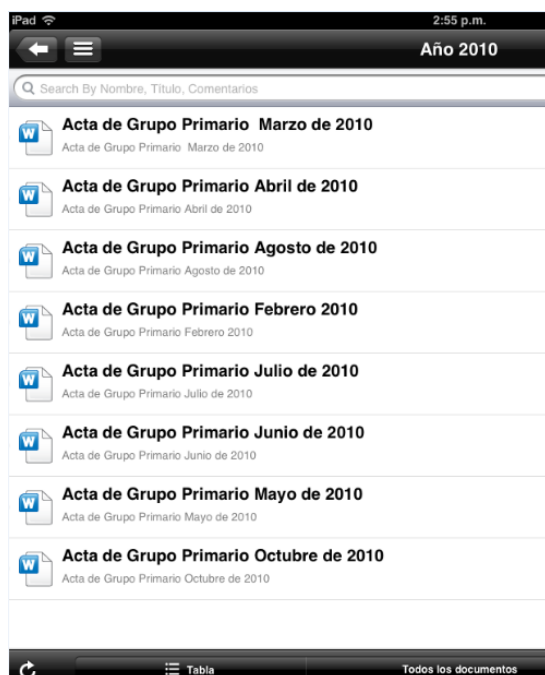 iPad 2:55 p.m.
Año 2010
Search By Nombre, Título, Comentarios
Acta de Grupo Primario  Marzo de 2010
Acta de Grupo Primario  Marzo de 2010
Acta de Grupo Primario Abril de 2010
Acta de Grupo Primario Abril de 2010
Acta de Grupo Primario Agosto de 2010
Acta de Grupo Primario Agosto de 2010
Acta de Grupo Primario Febrero 2010
Acta de Grupo Primario Febrero 2010
Acta de Grupo Primario Julio de 2010
Acta de Grupo Primario Julio de 2010
Acta de Grupo Primario Junio de 2010
Acta de Grupo Primario Junio de 2010
Acta de Grupo Primario Mayo de 2010
Acta de Grupo Primario Mayo de 2010
Acta de Grupo Primario Octubre de 2010
Acta de Grupo Primario Octubre de 2010
Tabla Todos los documentos